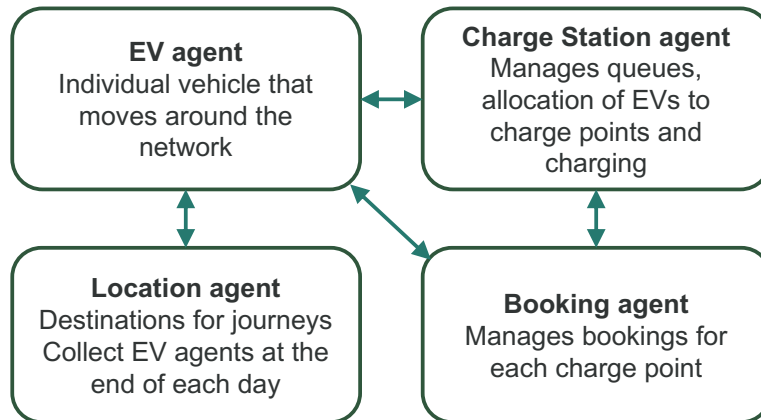 EV agent
Individual vehicle that
moves around the
network
Charge Station agent
Manages queues,
allocation of EVs to
charge points and
charging
Location agent
Destinations for journeys
Collect EV agents at the
end of each day
Booking agent
Manages bookings for
each charge point